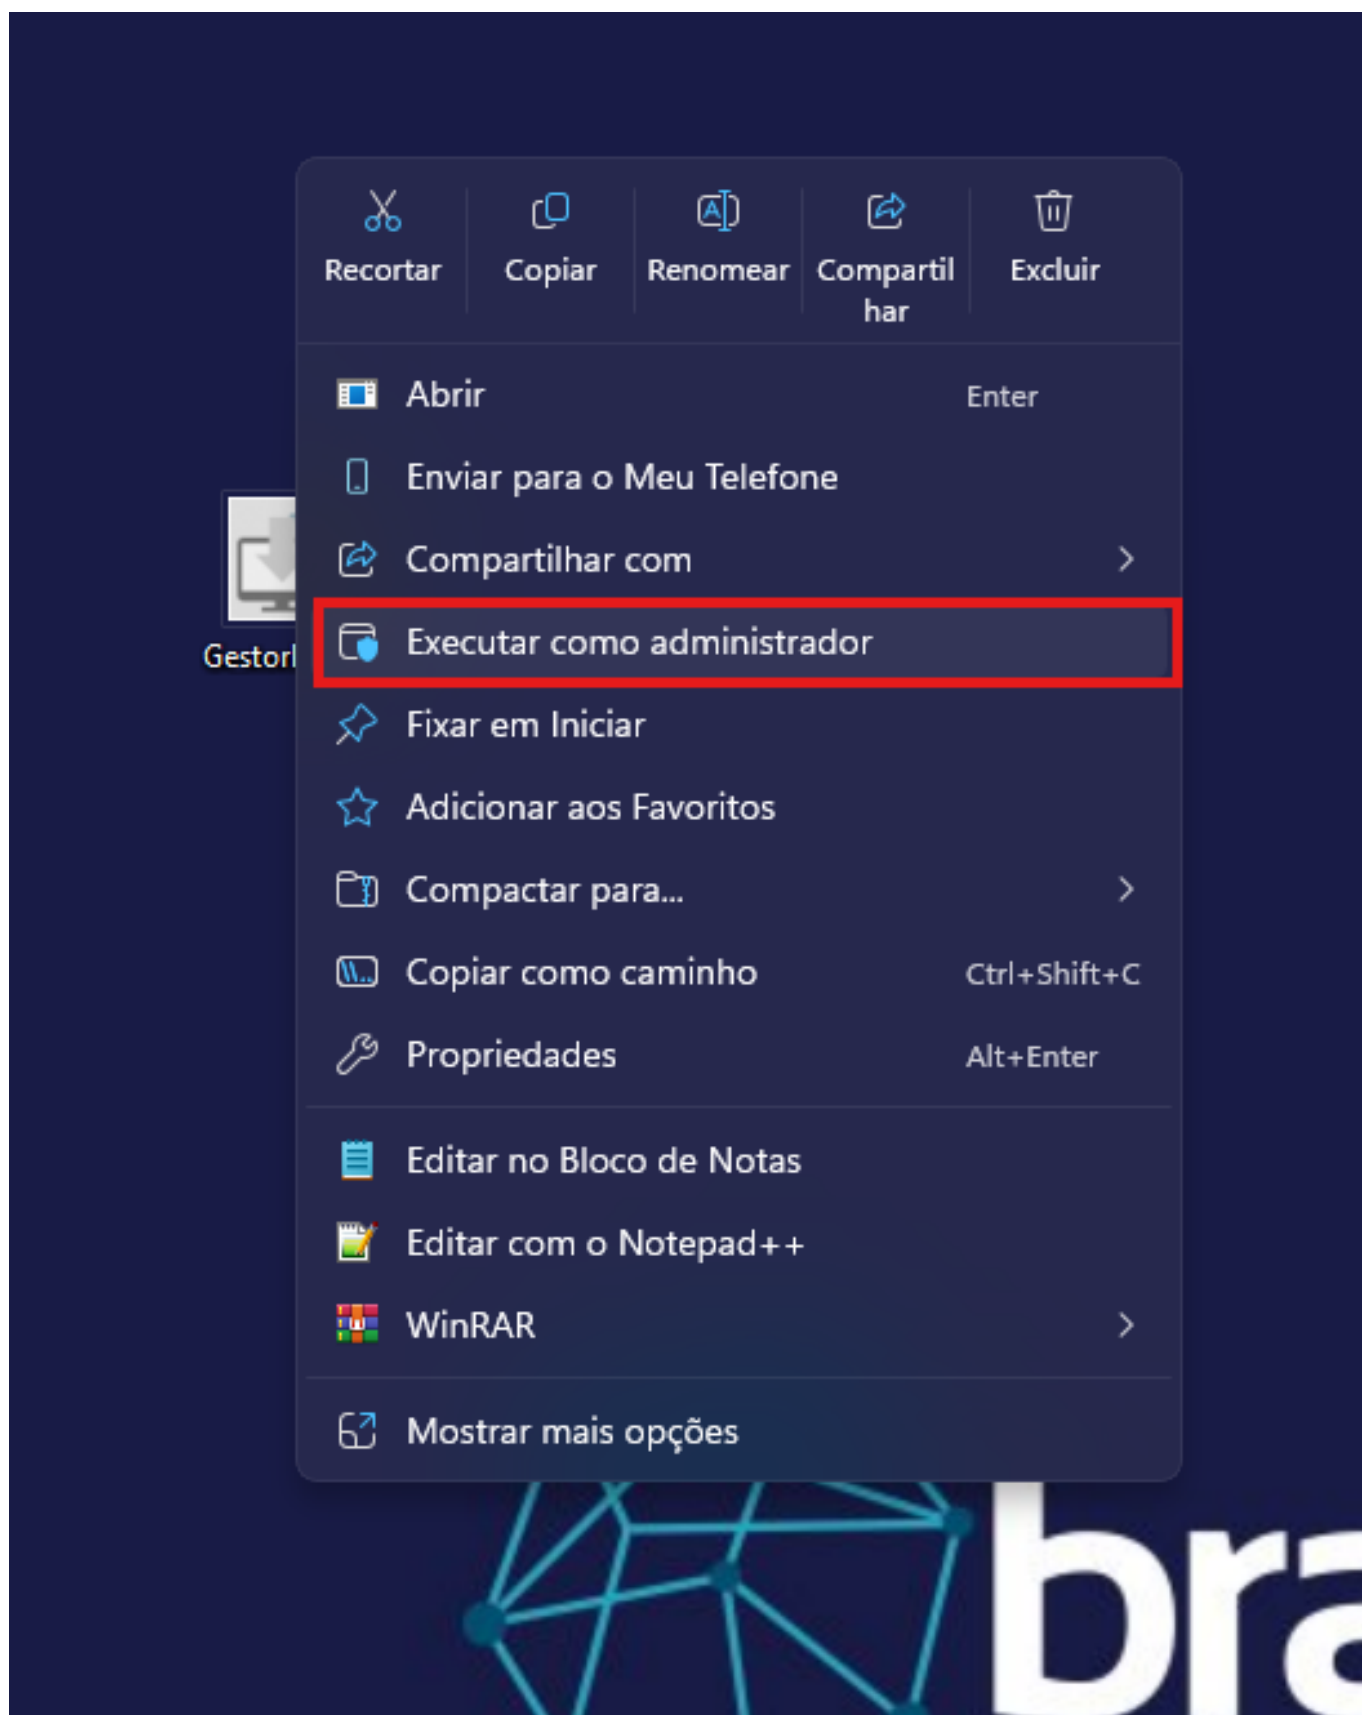 Recortar
Copiar
Renomear
Compartil
har
Excluir
Abrir Enter
Enviar para o Meu Telefone
Compartilhar com
Executar como administrador
Fixar em Iniciar
Adicionar aos Favoritos
Compactar para...
Copiar como caminho Ctrl+Shift+C
Propriedades Alt+Enter
Editar no Bloco de Notas
Editar com o Notepad++
WinRAR
Mostrar mais opções
Gestor
bra